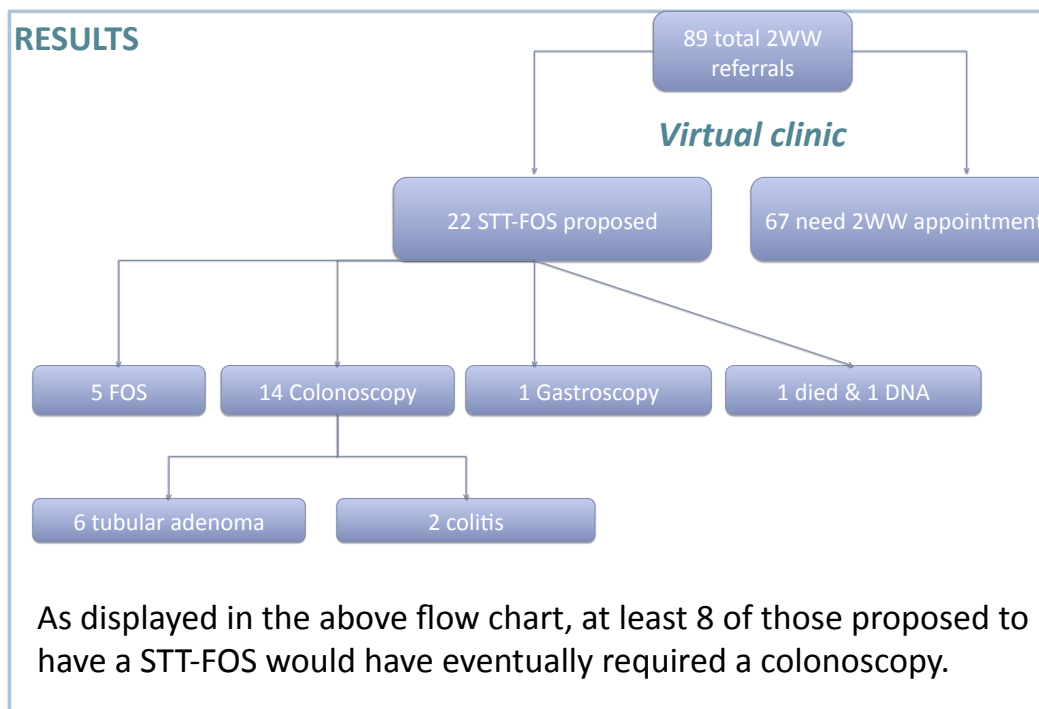 RESULTS
89 total 2WW
referrals
Virtual clinic
22 STT-FOS proposed
67 need 2WW appointment
5 FOS
14 Colonoscopy
1 Gastroscopy
1 died & 1 DNA
6 tubular adenoma
2 colitis
As displayed in the above flow chart, at least 8 of those proposed to
have a STT-FOS would have eventually required a colonoscopy.